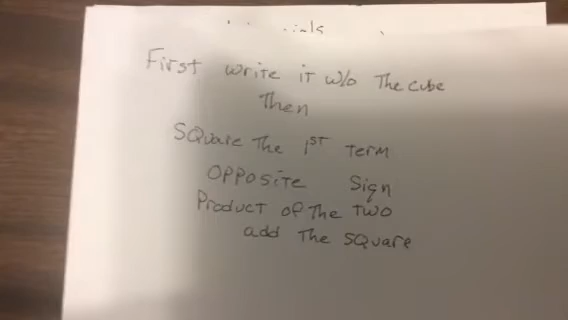 First write it w/o The cube
Then
Square The 1ST Term
Opposite Sign
Product of The Two
add The square